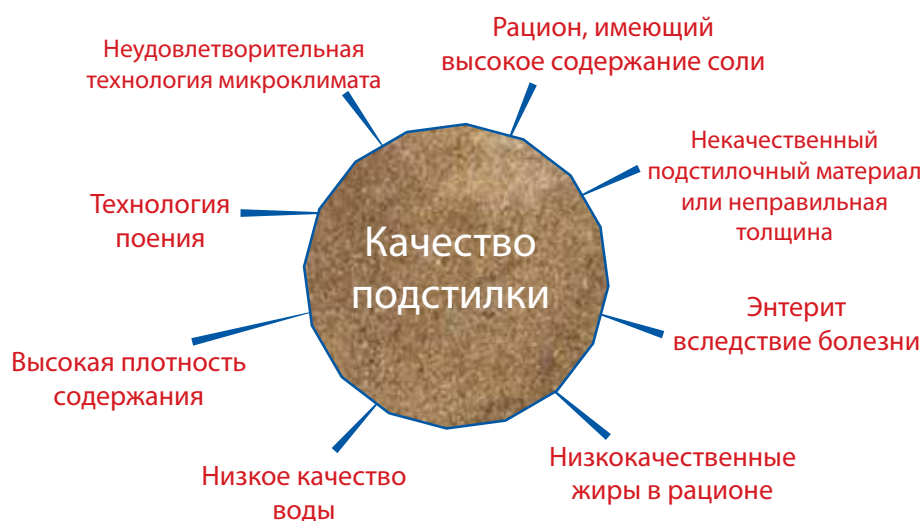 Неудовлетворительная
технология микроклимата
Рацион, имеющий
высокое содержание соли
Некачественный
подстилочный материал
или неправильная
толщина
Технология
поения
Качество
подстилки
Энтерит
вследствие болезни
Высокая плотность
содержания
Низкокачественные
жиры в рационе
Низкое качество
воды